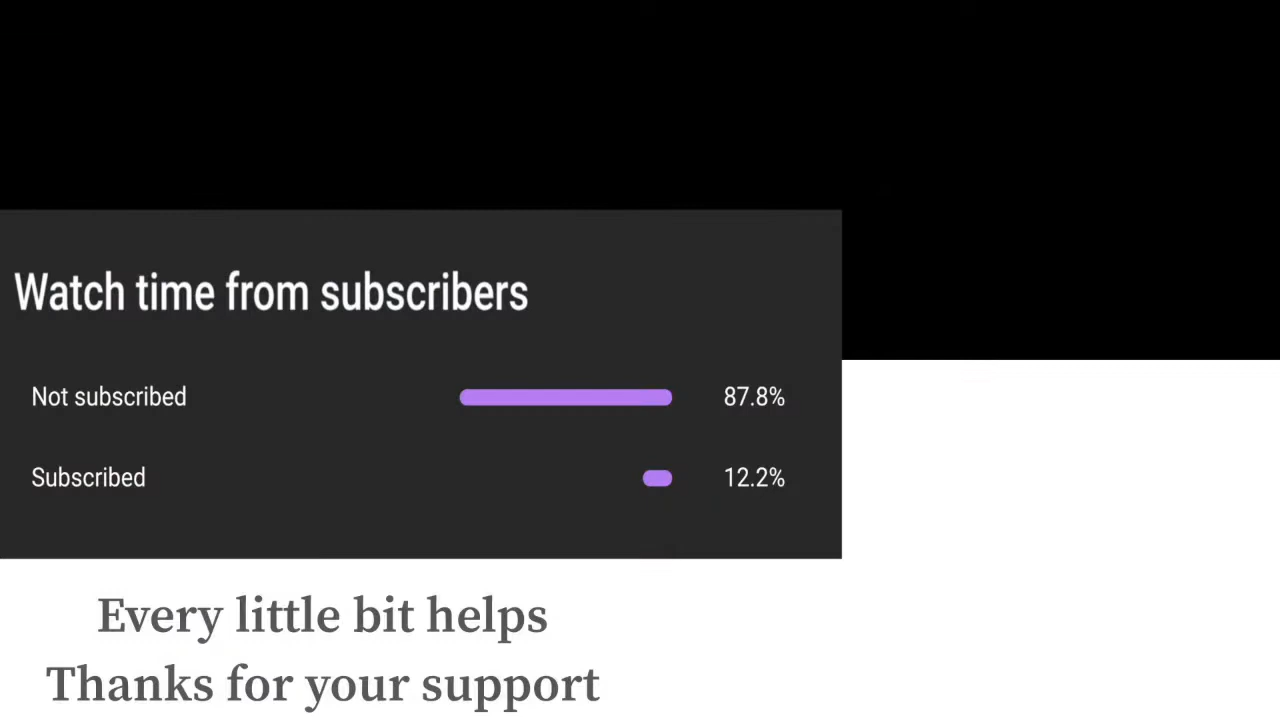 Watch time from subscribers
Not subscribed 87.8%
Subscribed 12.2%
Every little bit helps
Thanks for your support